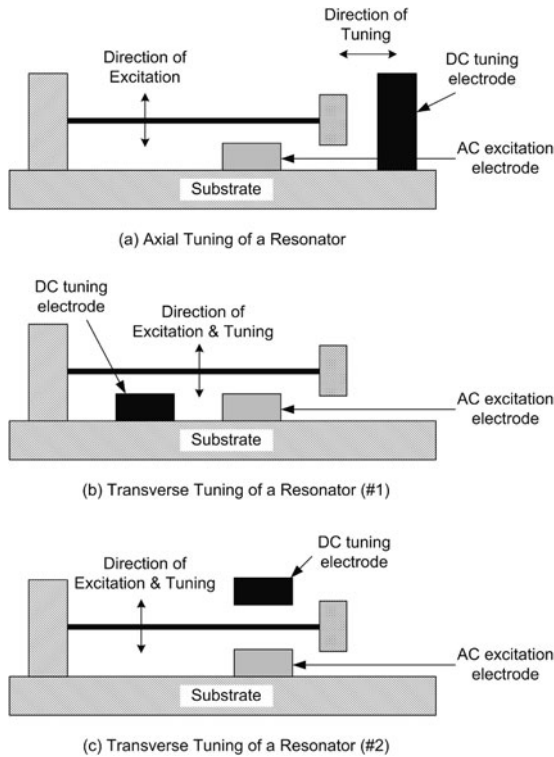 Direction of
Tuning
Direction of
Excitation
DC tuning
electrode
AC excitation
electrode
Substrate
(a) Axial Tuning of a Resonator
DC tuning
electrode
Direction of
Excitation & Tuning
AC excitation
electrode
Substrate
(b) Transverse Tuning of a Resonator (#1)
DC tuning
electrode
Direction of
Excitation & Tuning
AC excitation
electrode
Substrate
(c) Transverse Tuning of a Resonator (#2)